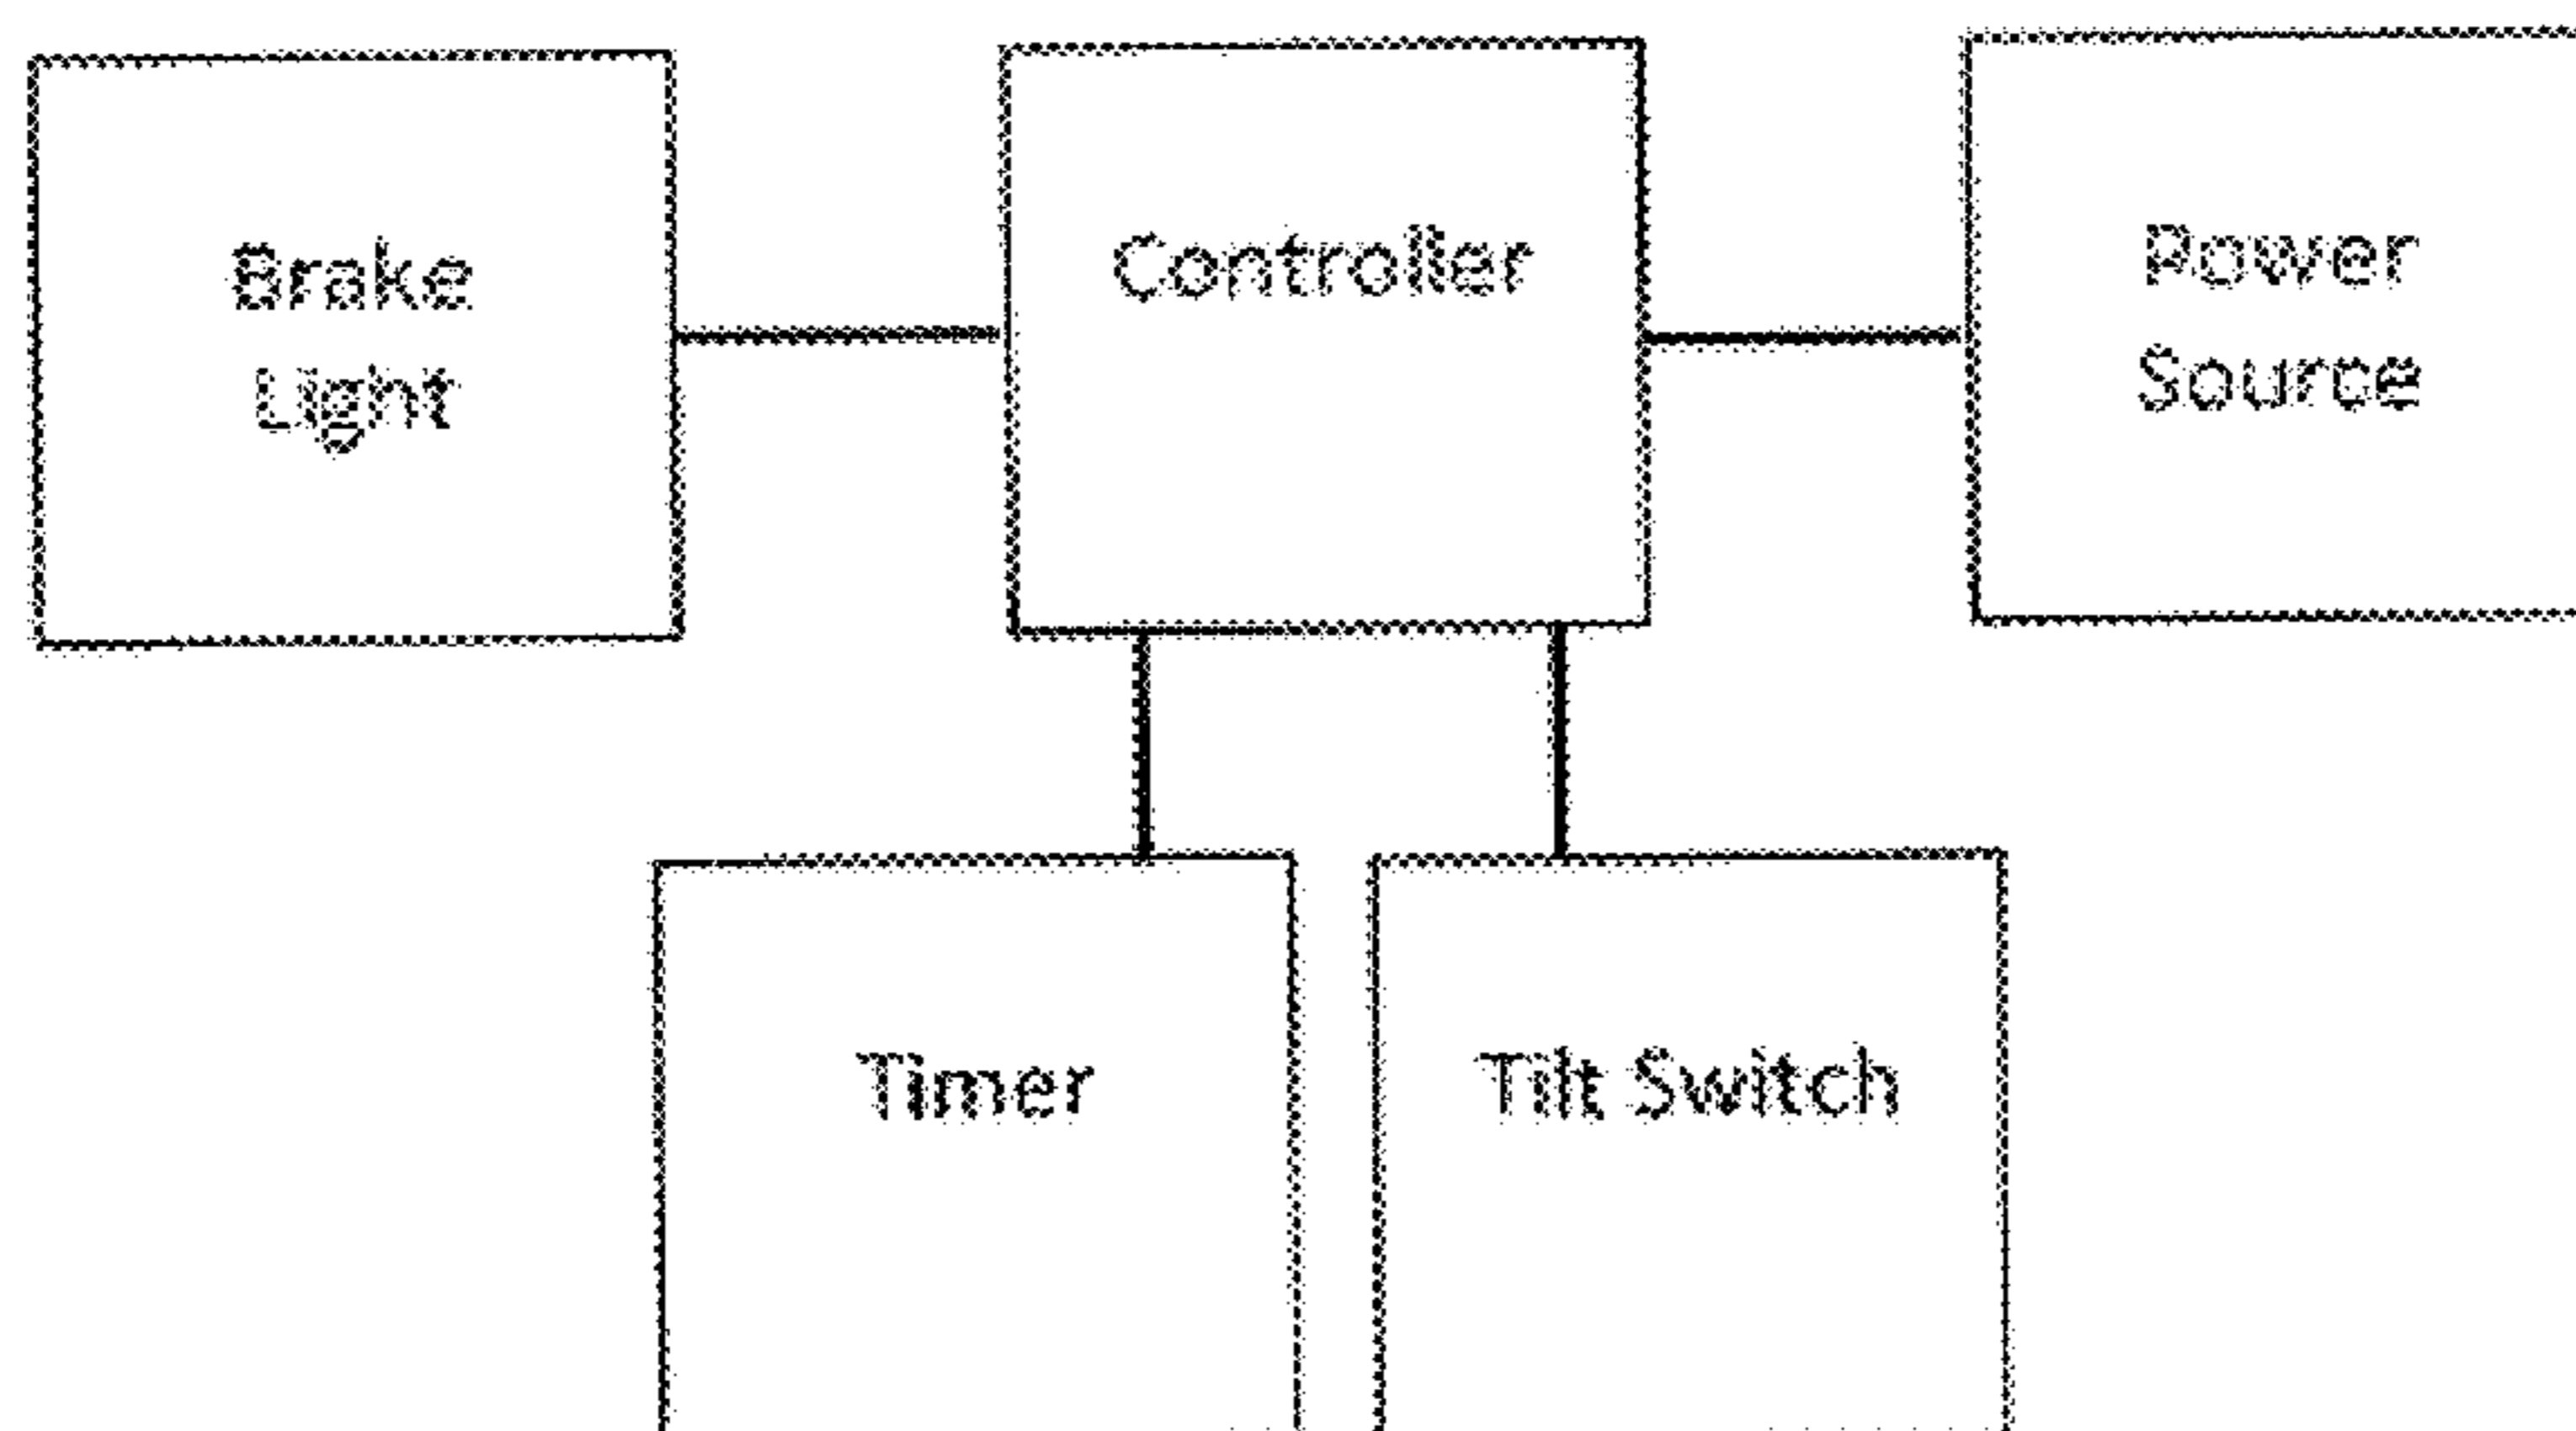 Brake
Light
Controller
Power
Source
Timer
Tilt Switch